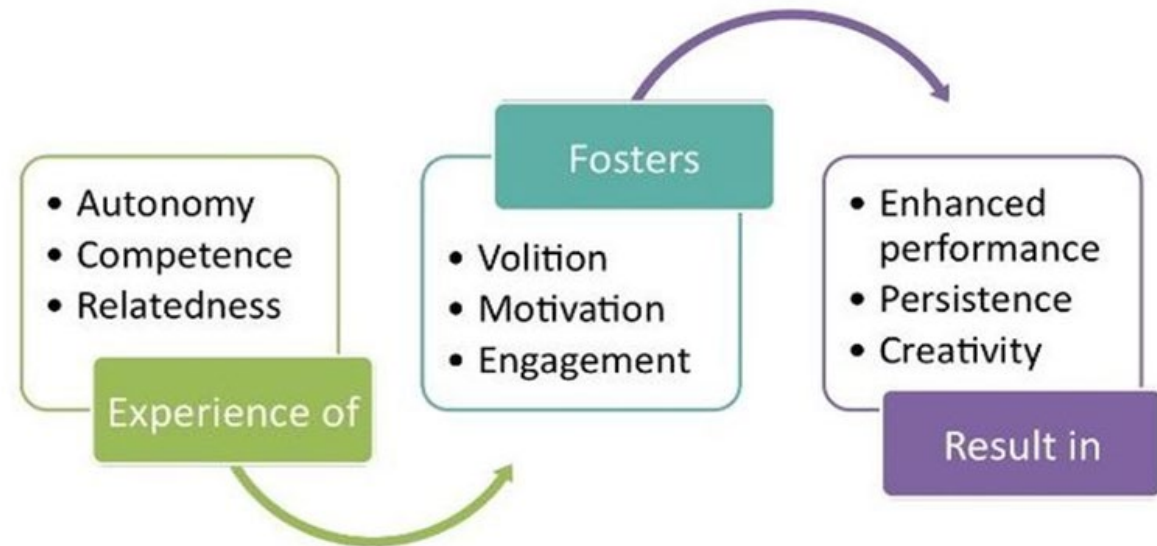 • Autonomy
• Competence
• Relatedness
Experience of
Fosters
• Volition
• Motivation
• Engagement
• Enhanced
performance
• Persistence
• Creativity
Result in